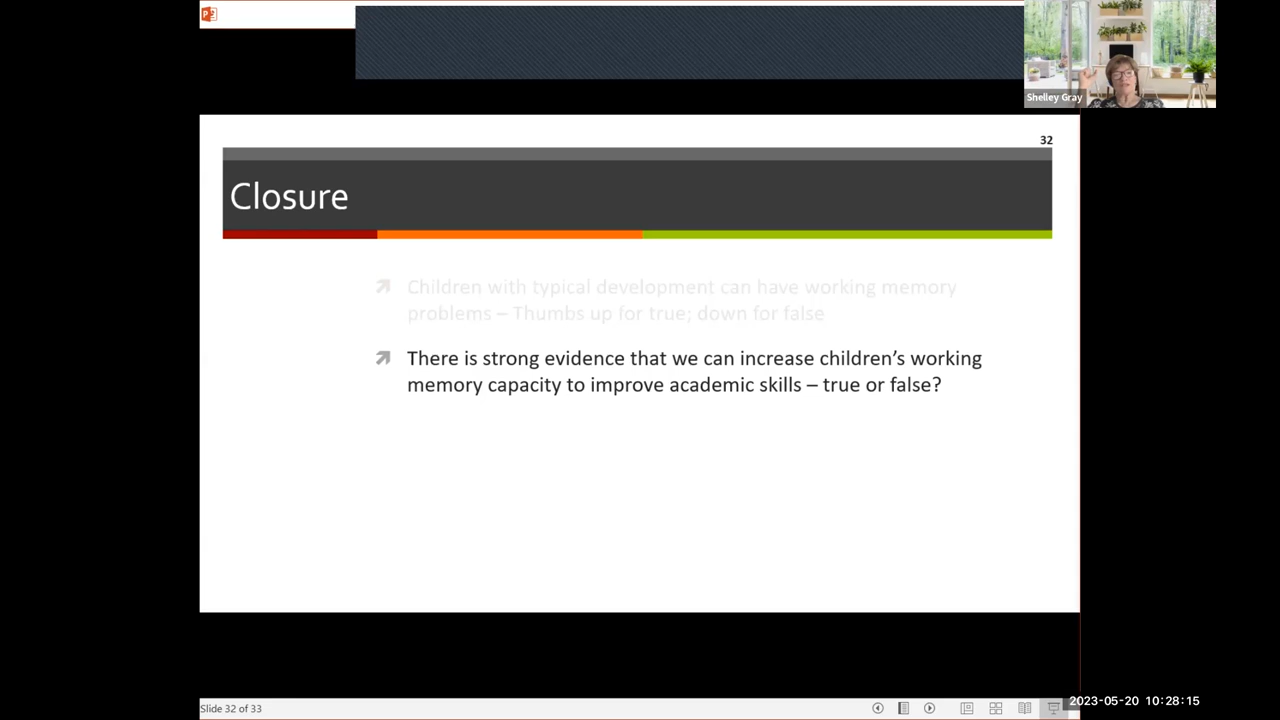 Shelley Gray
32
Closure
Children with typical development can have working memory
problems – Thumbs up for true; down for false
There is strong evidence that we can increase children’s working
memory capacity to improve academic skills – true or false?
Slide 32 of 33
2023-05-20 10:28:15